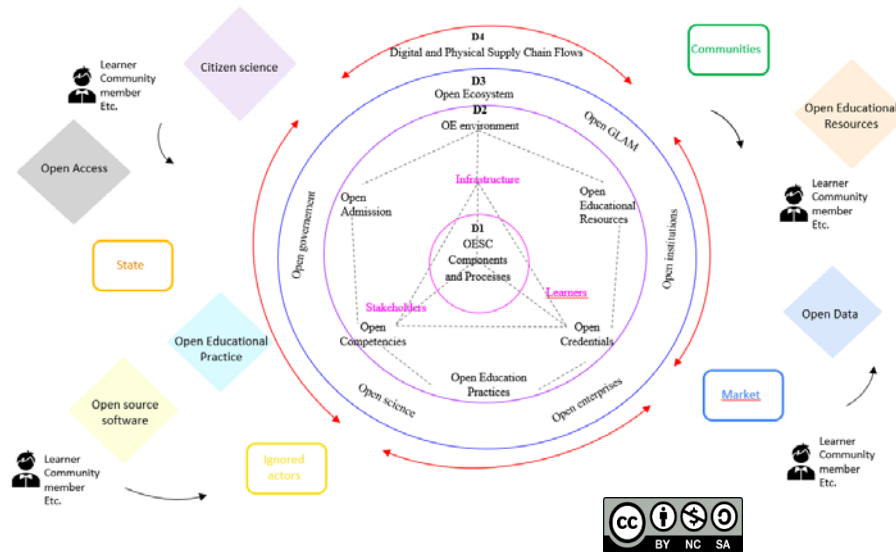 D4
Digital and Physical Supply Chain Flows
Communities
Citizen science
Learner
Community
member
Etc.
D3
Open Ecosystem
D2
OE environment
Open GLAM
Open Educational
Resources
Open Access
Infrastructure
Open
Admission
Open
Educational
Resources
Learner
Community
member
Etc.
Open governement
D1
OESC
Components
and Processes
Open institutions
State
Stakeholders
Learners
Open Data
Open Educational
Practice
Open
Competencies
Open
Credentials
Open Education
Practices
Market
Open source
software
Open science
Open enterprises
Learner
Community
member
Etc.
Ignored
actors
Learner
Community
member
Etc.
cc
BY NC SA